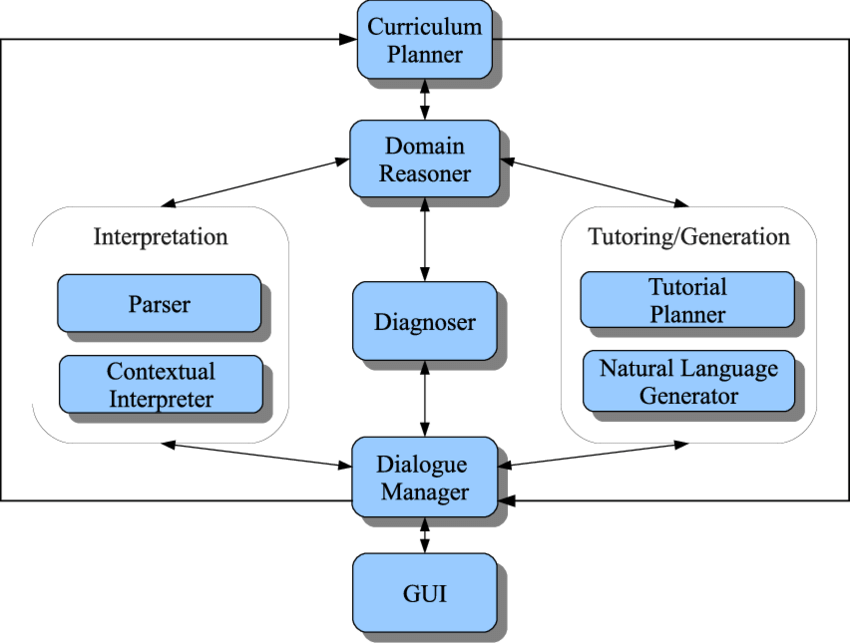 Curriculum
Planner
Domain
Reasoner
Interpretation
Parser
Contextual
Interpreter
Diagnoser
Tutoring/Generation
Tutorial
Planner
Natural Language
Generator
Dialogue
Manager
GUI